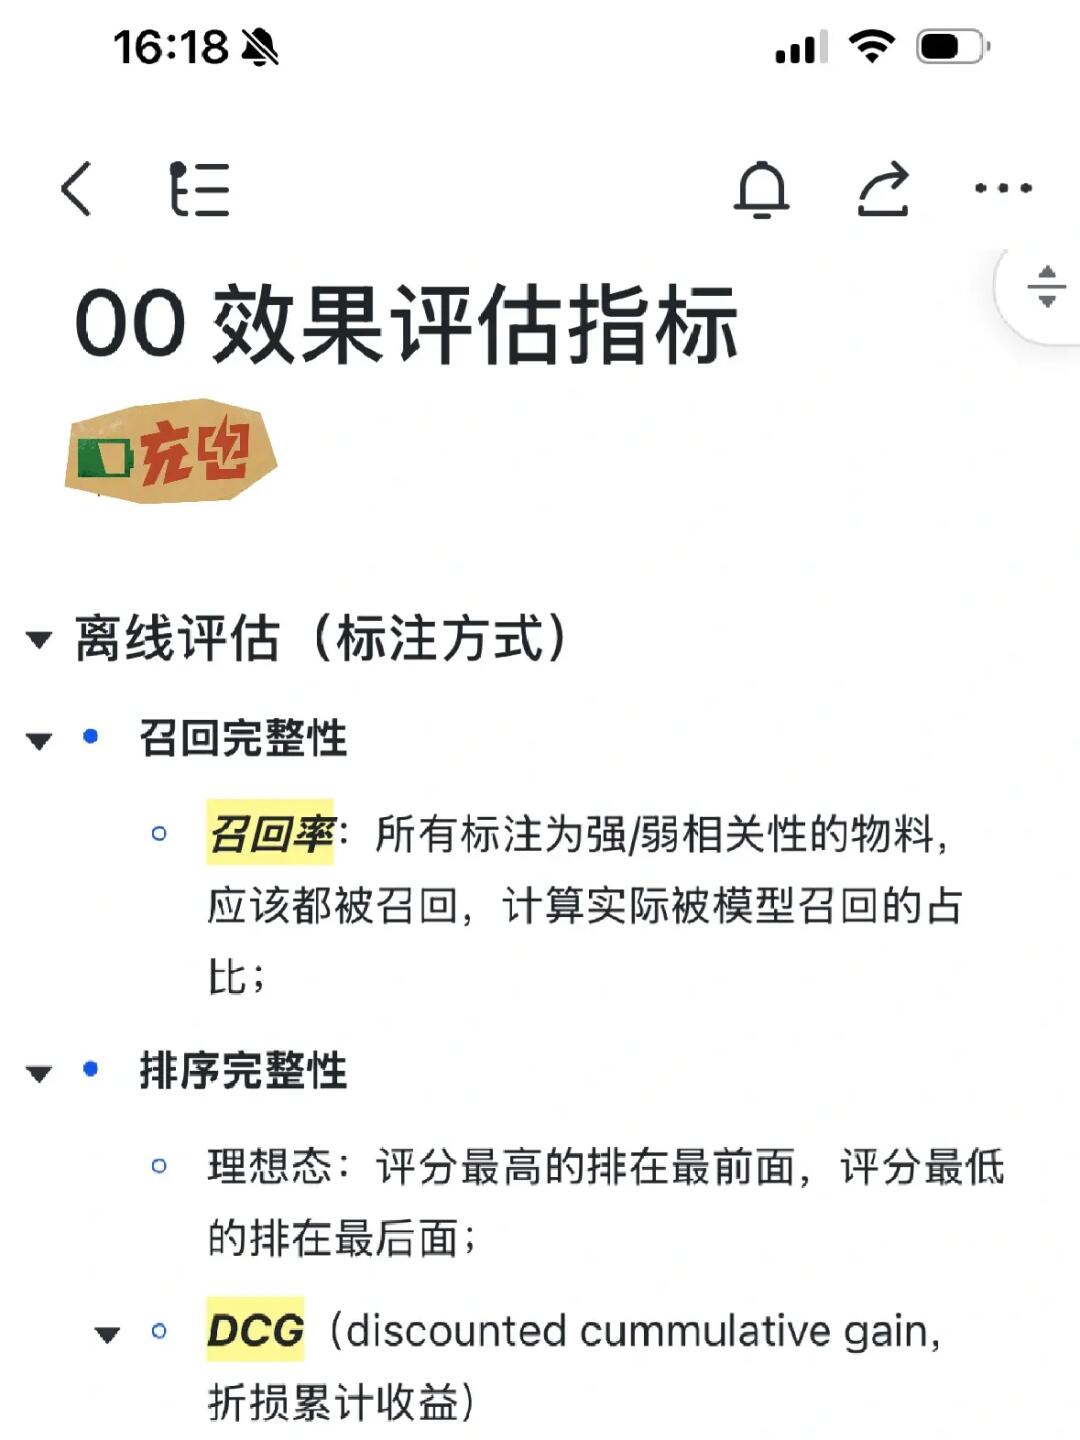 16:18
00 效果评估指标
充电
离线评估（标注方式）
召回完整性
召回率：所有标注为强/弱相关性的物料，
应该都被召回，计算实际被模型召回的占
比；
排序完整性
理想态：评分最高的排在最前面，评分最低
的排在最后面；
DCG（discounted cummulative gain,
折损累计收益）